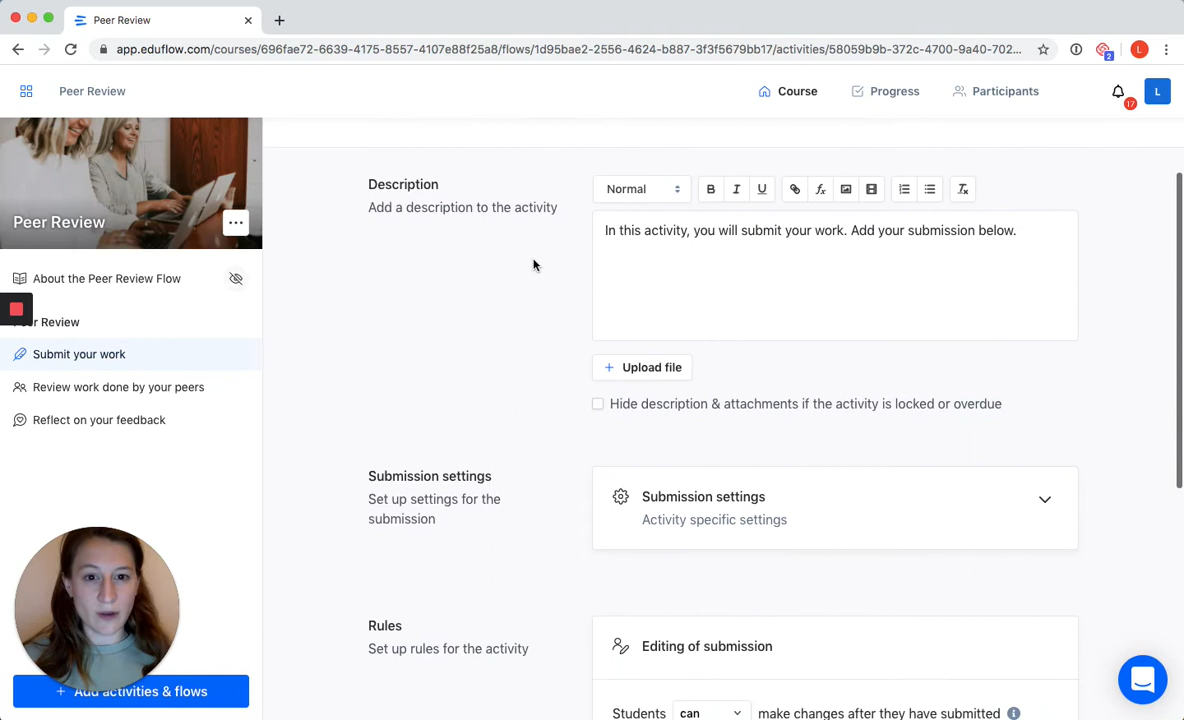 Peer Review
app.eduflow.com/courses/696fae72-6639-4175-8557-4107e88f25a8/flows/1d95bae2-2556-4624-b887-3f3f5679bb17/activities/58059b9b-372c-4700-9a40-702...
2
L
Peer Review
Course
Progress
Participants
17
L
Peer Review
About the Peer Review Flow
Review
Submit your work
Review work done by your peers
Reflect on your feedback
Add activities & flows
Description
Add a description to the activity
Normal
B I U
In this activity, you will submit your work. Add your submission below.
+ Upload file
Hide description & attachments if the activity is locked or overdue
Submission settings
Set up settings for the
submission
Submission settings
Activity specific settings
Rules
Set up rules for the activity
Editing of submission
Students can make changes after they have submitted